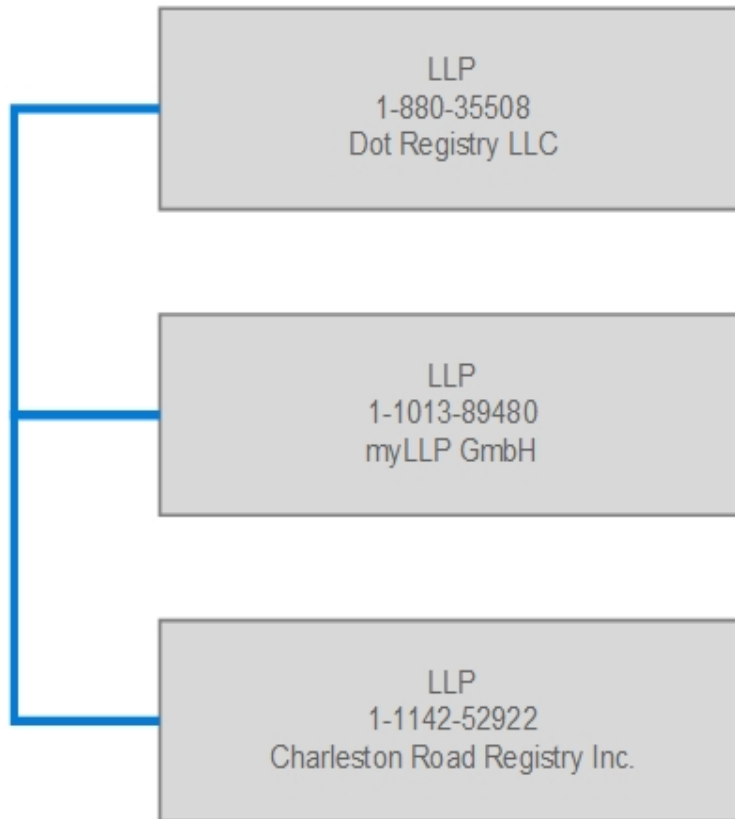 LLP
1-880-35508
Dot Registry LLC
LLP
1-1013-89480
myLLP GmbH
LLP
1-1142-52922
Charleston Road Registry Inc.